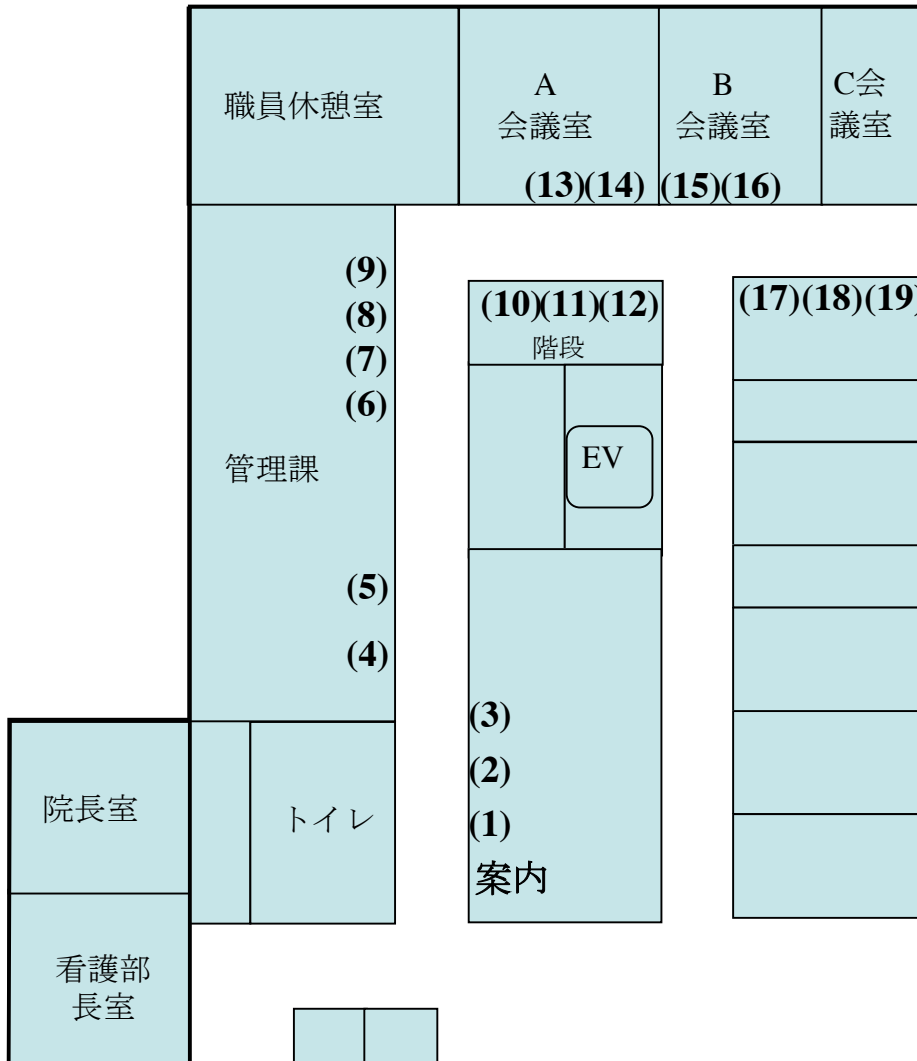 職員休憩室
A
会議室
B
会議室
C会
議室
(13)(14)
(15)(16)
(9)
(8)
(7)
(6)
(10)(11)(12)
階段
(17)(18)(19)
管理課
EV
(5)
(4)
(3)
(2)
(1)
案内
院長室
トイレ
看護部
長室